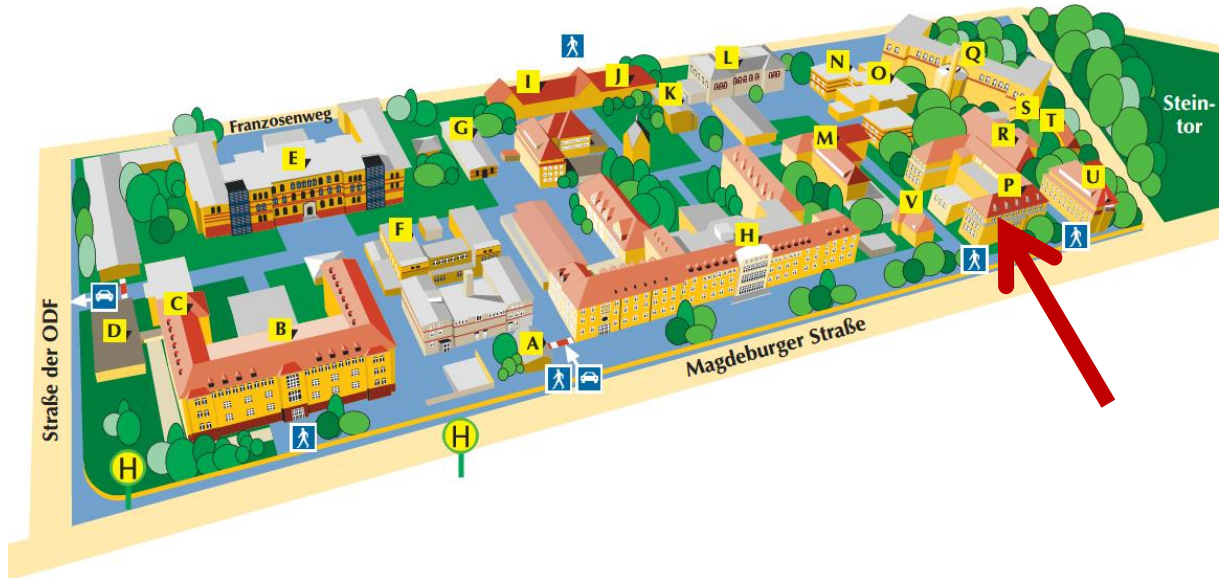 Franzosenweg
I
J
L
K
N
O
Q
S
T
R
Stein-
tor
G
M
E
P
U
V
F
H
C
B
D
A
Straße der ODF
Magdeburger Straße
H
H